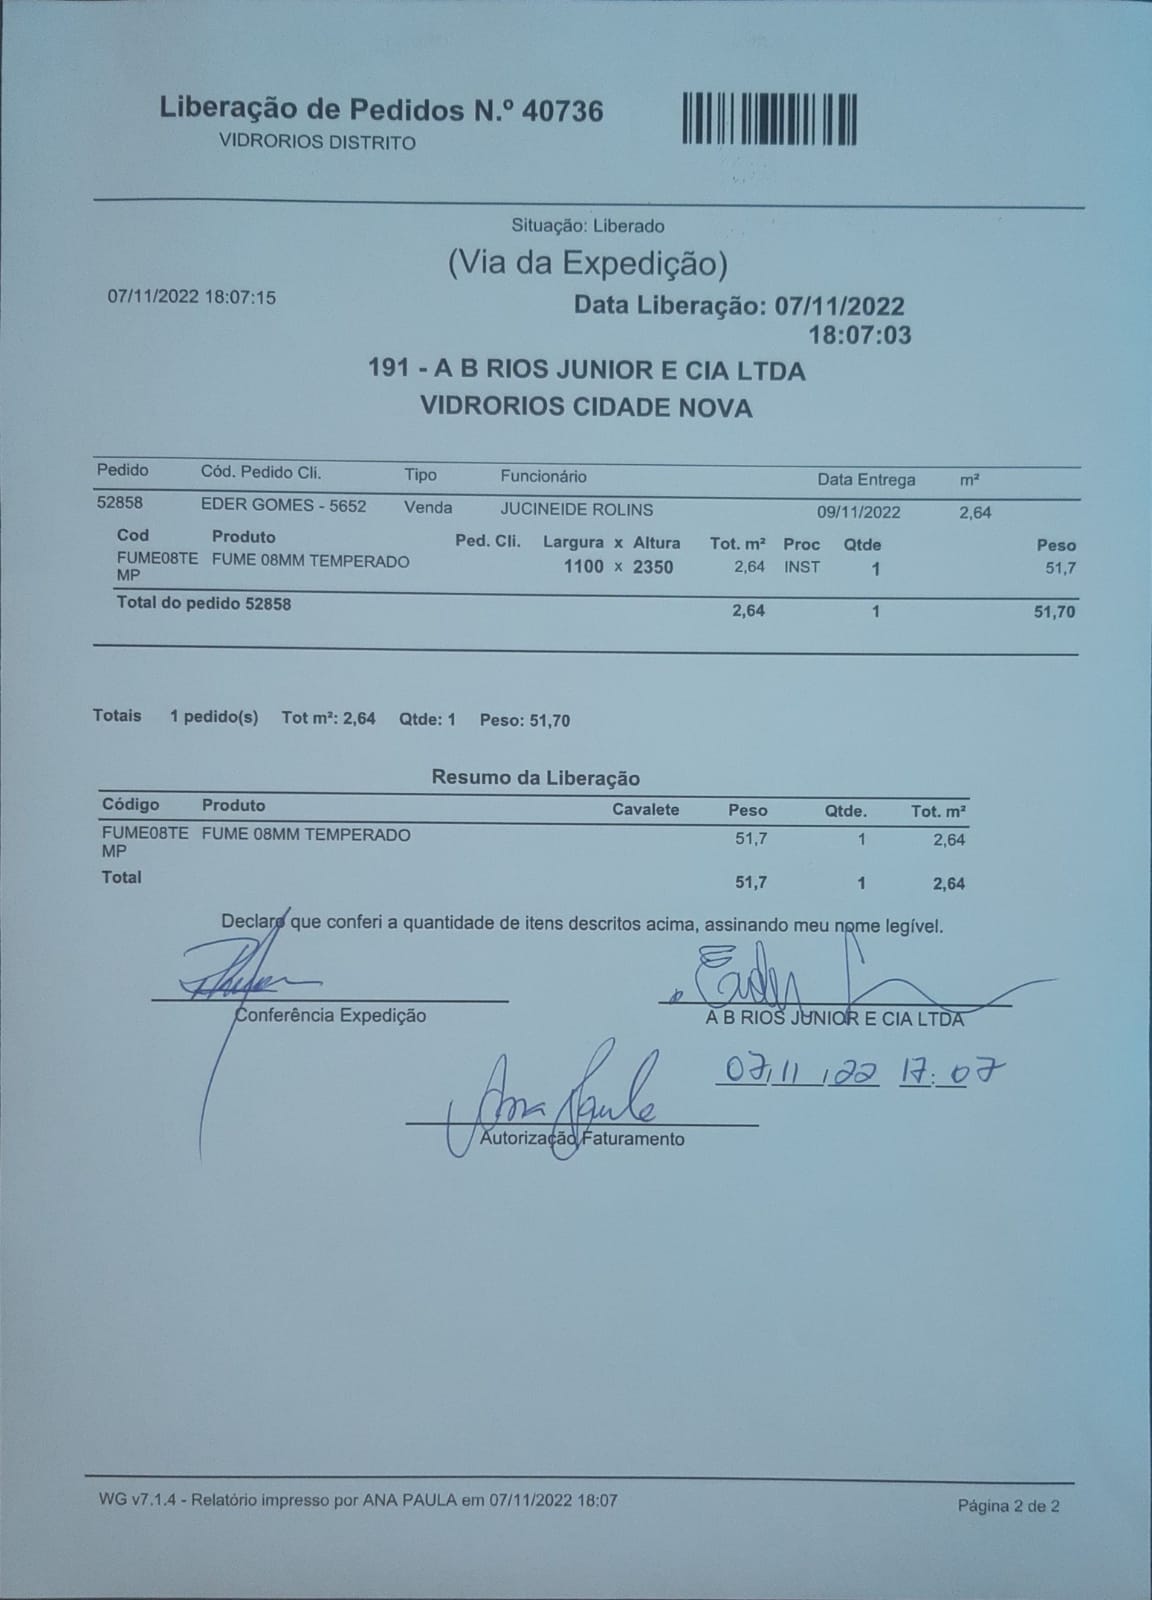 Liberação de Pedidos N.º 40736
VIDRORIOS DISTRITO
Situação: Liberado
(Via da Expedição)
07/11/2022 18:07:15
Data Liberação: 07/11/2022
18:07:03
191 - A B RIOS JUNIOR E CIA LTDA
VIDRORIOS CIDADE NOVA
Pedido Cód. Pedido Cli. Tipo Funcionário Data Entrega m²
52858 EDER GOMES - 5652 Venda JUCINEIDE ROLINS 09/11/2022 2,64
Cod Produto Ped. Cli. Largura x Altura Tot. m² Proc Qtde Peso
FUME08TE FUME 08MM TEMPERADO 1100 x 2350 2,64 INST 1 51,7
MP
Total do pedido 52858 2,64 1 51,70
Totais 1 pedido(s) Tot m²: 2,64 Qtde: 1 Peso: 51,70
Resumo da Liberação
Código Produto Cavalete Peso Qtde. Tot. m²
FUME08TE FUME 08MM TEMPERADO 51,7 1 2,64
MP
Total 51,7 1 2,64
Declaro que conferi a quantidade de itens descritos acima, assinando meu nome legível.
Eder
Conferência Expedição A B RIOS JUNIOR E CIA LTDA
07/11/22 17:07
Ana Paula
Autorização Faturamento
WG v7.1.4 - Relatório impresso por ANA PAULA em 07/11/2022 18:07
Página 2 de 2